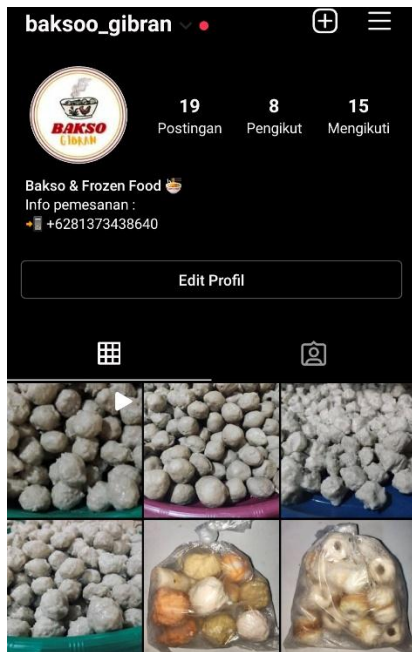 baksoo_gibran
BAKSO
GIBRAN
19 8 15
Postingan Pengikut Mengikuti
Bakso & Frozen Food
Info pemesanan :
+6281373438640
Edit Profil